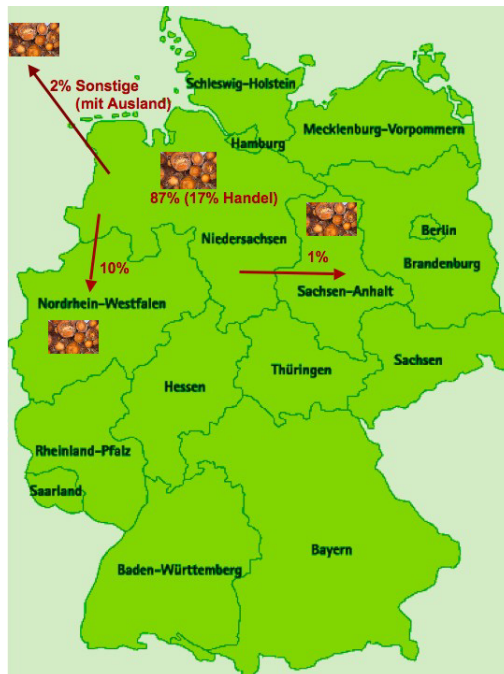 2% Sonstige
(mit Ausland)
Schleswig-Holstein
Hamburg
Mecklenburg-Vorpommern
87% (17% Handel)
Niedersachsen
1%
Berlin
Brandenburg
10%
Nordrhein-Westfalen
Sachsen-Anhalt
Sachsen
Thüringen
Hessen
Rheinland-Pfalz
Saarland
Bayern
Baden-Württemberg